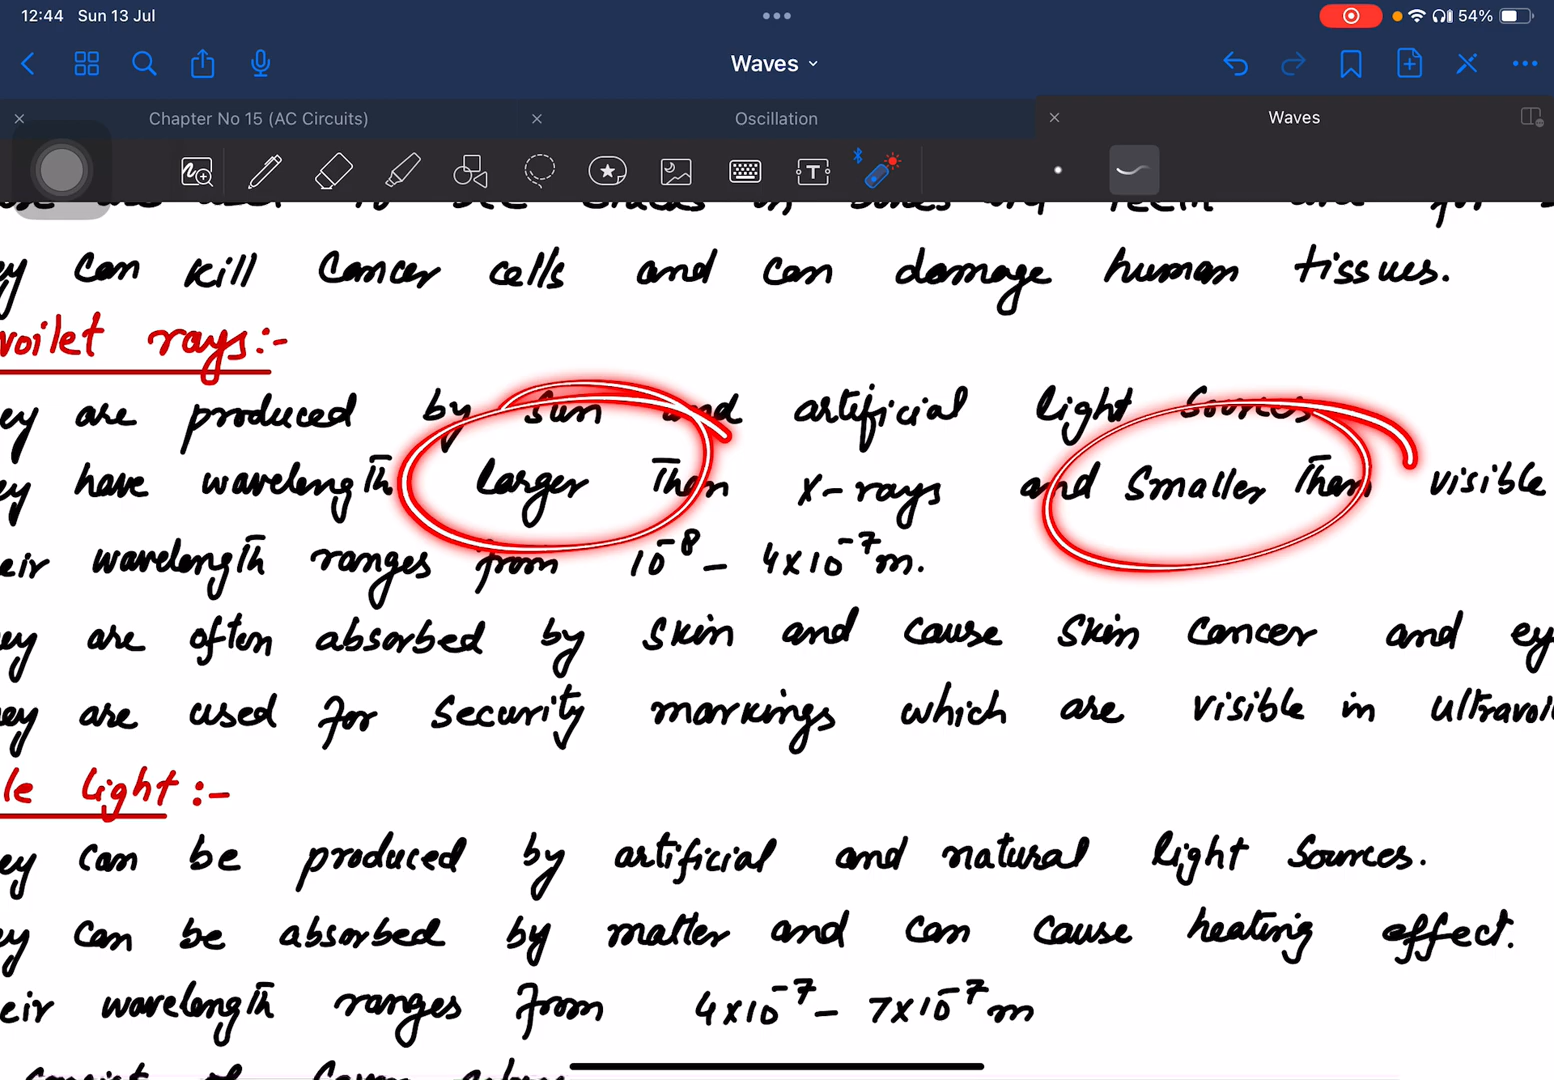 12:44 Sun 13 Jul
54%
Waves
Chapter No 15 (AC Circuits)
Oscillation
Waves
T
can kill cancer cells and can damage human tissues.
voilet rays:-
ey are produced by sun and artificial light sources
ey have wavelength Larger Then x-rays and Smaller Then visible
eir wavelength ranges from 10⁻⁸ – 4x10⁻⁷m.
ey are often absorbed by skin and cause skin cancer and ey
ey are used for security markings which are visible in ultravoi
le light:-
ey can be produced by artificial and natural light sources.
ey can be absorbed by matter and can cause heating effect.
eir wavelength ranges from 4x10⁻⁷ – 7x10⁻⁷m